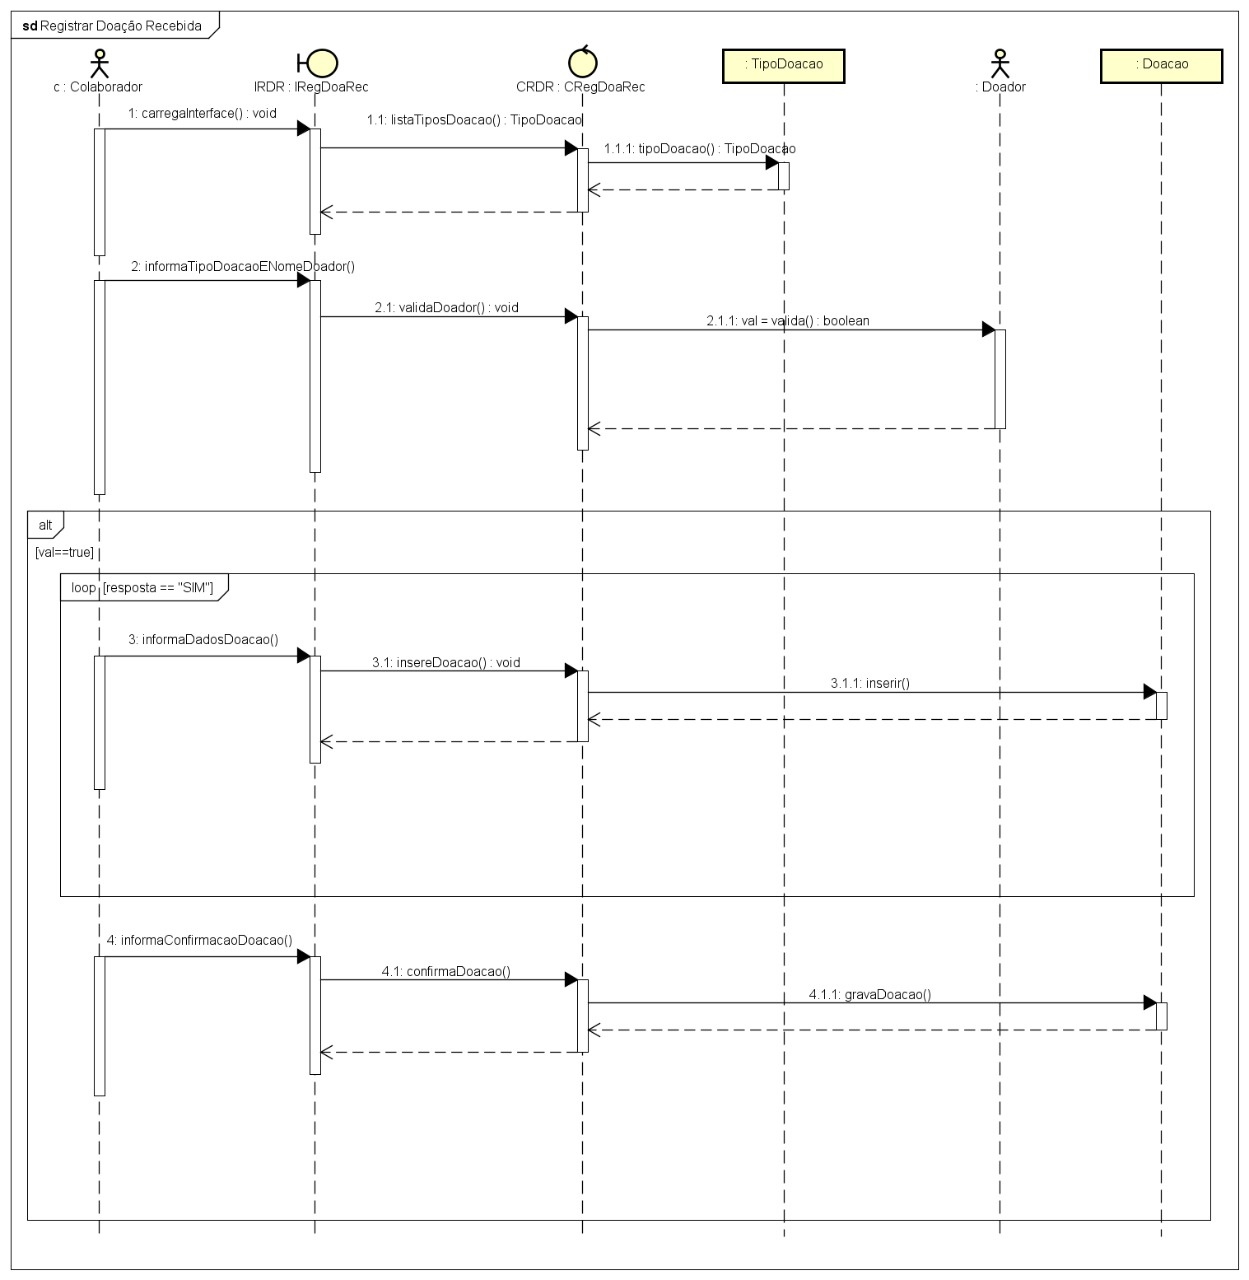 sd Registrar Doação Recebida
c : Colaborador
IRDR : IRegDoaRec
CRDR : CRegDoaRec
: TipoDoacao
: Doador
: Doacao
1: carregaInterface() : void
1.1: listaTiposDoacao() : TipoDoacao
1.1.1: tipoDoacao() : TipoDoacao
2: informaTipoDoacaoENomeDoador()
2.1: validaDoador() : void
2.1.1: val = valida() : boolean
alt
[val==true]
loop [resposta == "SIM"]
3: informaDadosDoacao()
3.1: insereDoacao() : void
3.1.1: inserir()
4: informaConfirmacaoDoacao()
4.1: confirmaDoacao()
4.1.1: gravaDoacao()